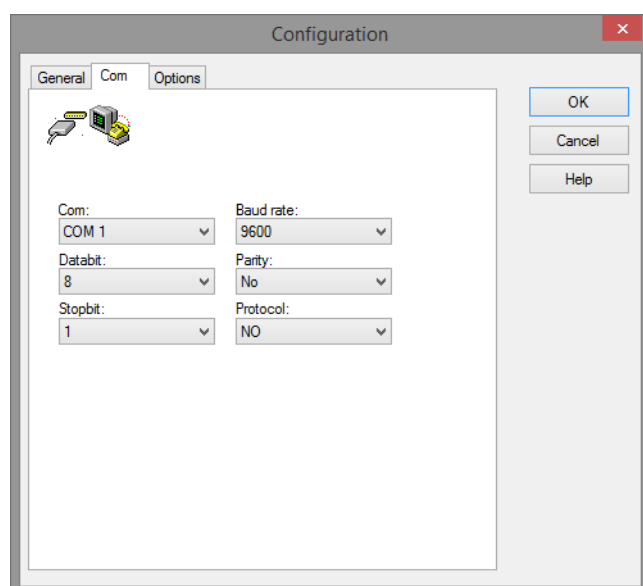 Configuration
General Com Options
OK
Cancel
Help
Com: Baud rate:
COM 1 9600
Databit: Parity:
8 No
Stopbit: Protocol:
1 NO